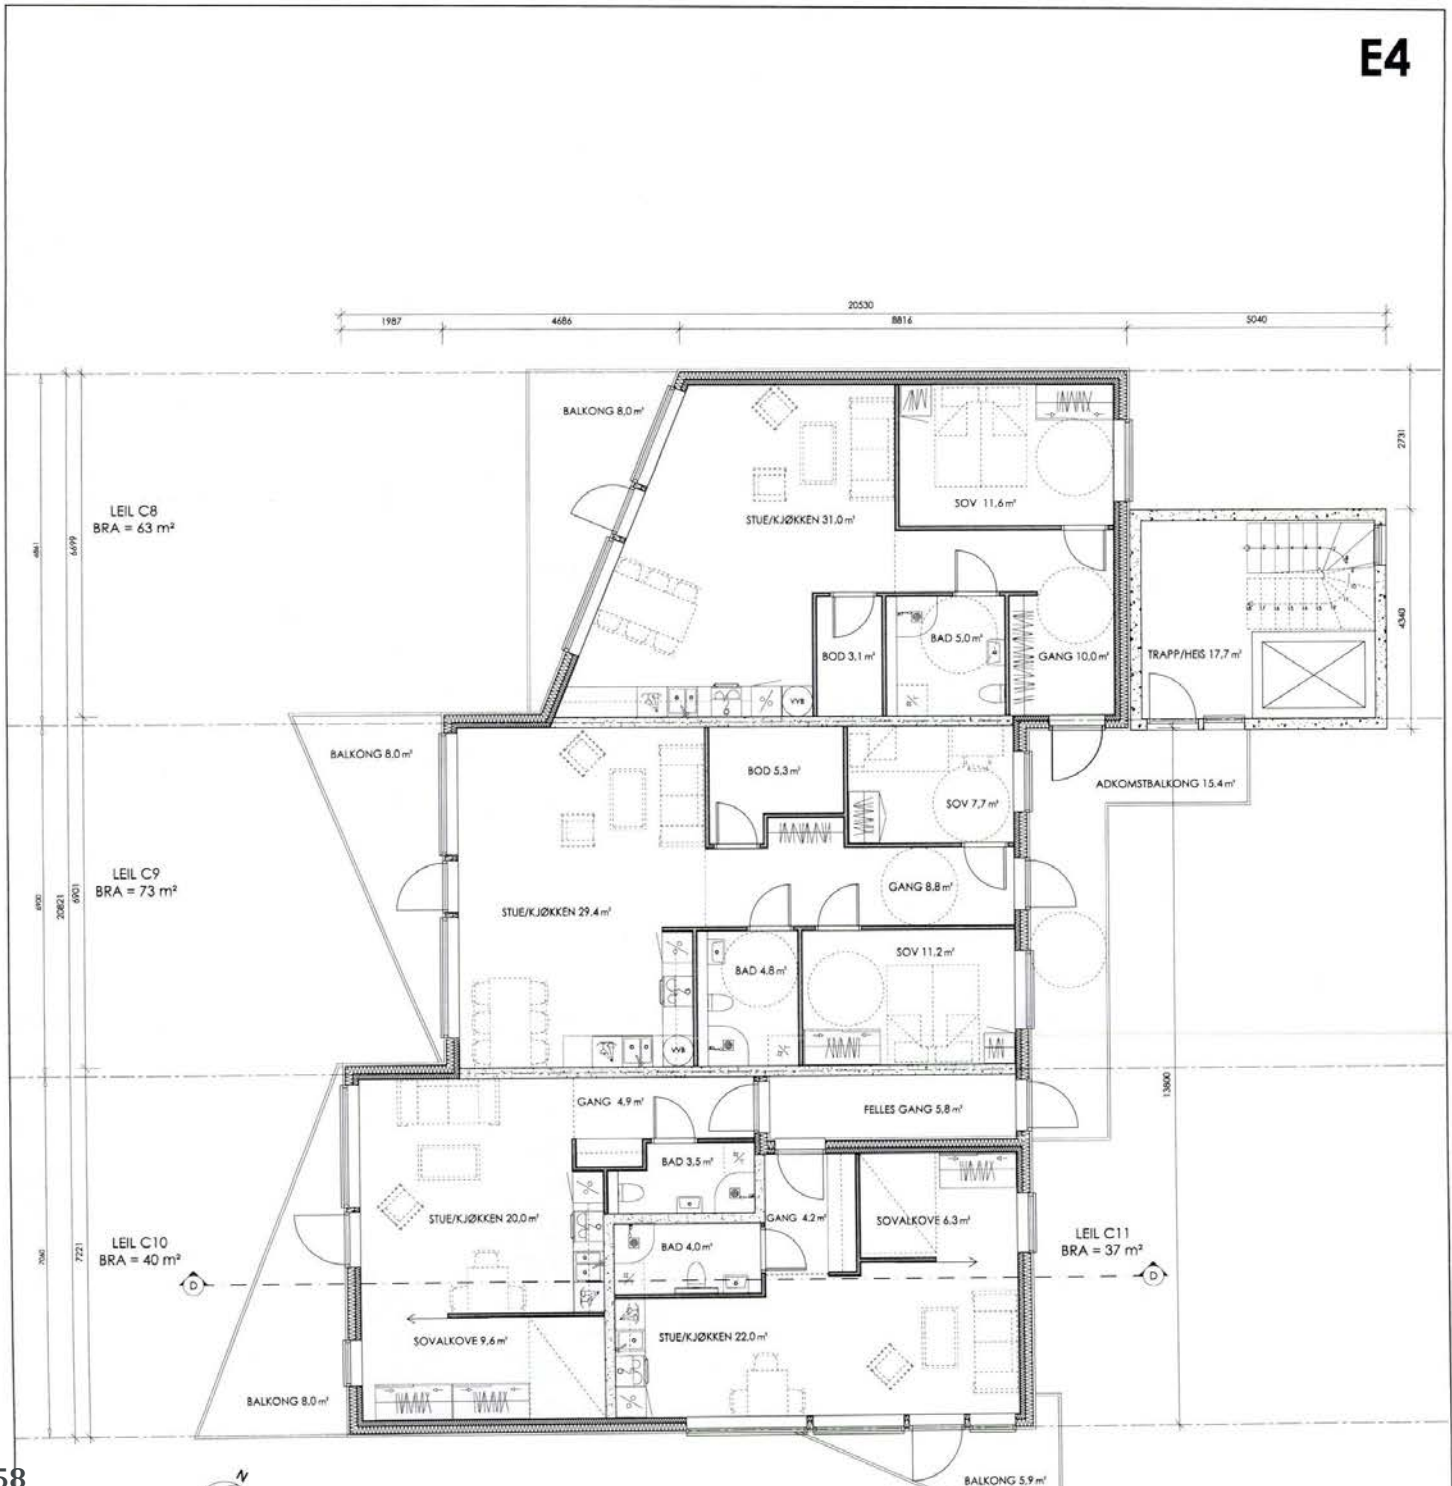 E4
20530
1987
4686
8816
5040
BALKONG 8,0 m²
SOV 11,6 m²
2731
LEIL C8
BRA = 63 m²
STUE/KJØKKEN 31,0 m²
6699
4340
BAD 5,0 m²
BOD 3,1 m²
GANG 10,0 m²
TRAPP/HEIS 17,7 m²
VVB
BALKONG 8,0 m²
BOD 5,3 m²
ADKOMSTBALKONG 15,4 m²
SOV 7,7 m²
LEIL C9
BRA = 73 m²
GANG 8,8 m²
20821
6901
STUE/KJØKKEN 29,4 m²
SOV 11,2 m²
BAD 4,8 m²
VVB
13800
GANG 4,9 m²
FELLES GANG 5,8 m²
BAD 3,5 m²
STUE/KJØKKEN 20,0 m²
GANG 4,2 m²
SOVALKOVE 6,3 m²
LEIL C10
BRA = 40 m²
7221
BAD 4,0 m²
LEIL C11
BRA = 37 m²
D
D
SOVALKOVE 9,6 m²
STUE/KJØKKEN 22,0 m²
BALKONG 8,0 m²
58
N
BALKONG 5,9 m²